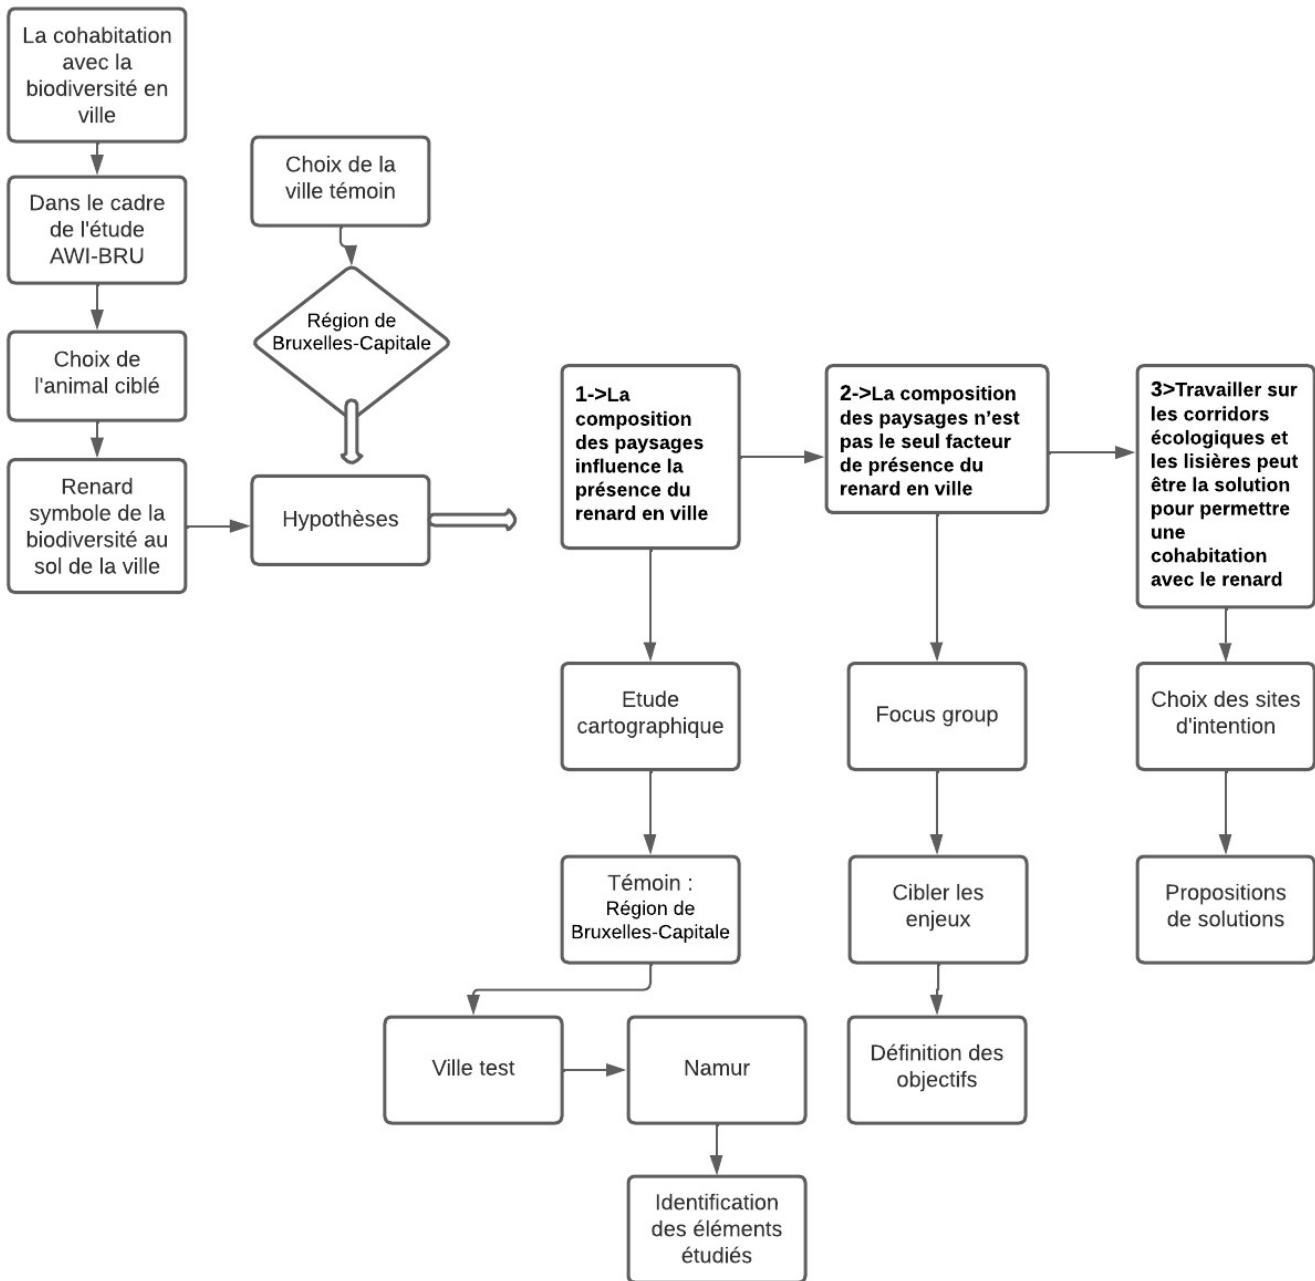 La cohabitation
avec la
biodiversité en
ville
Dans le cadre
de l'étude
AWI-BRU
Choix de
l'animal ciblé
Renard
symbole de la
biodiversité au
sol de la ville
Choix de la
ville témoin
Région de
Bruxelles-Capitale
Hypothèses
1->La
composition
des paysages
influence la
présence du
renard en ville
2->La composition
des paysages n’est
pas le seul facteur
de présence du
renard en ville
3>Travailler sur
les corridors
écologiques et
les lisières peut
être la solution
pour permettre
une
cohabitation
avec le renard
Etude
cartographique
Témoin :
Région de
Bruxelles-Capitale
Ville test
Namur
Identification
des éléments
étudiés
Focus group
Cibler les
enjeux
Définition des
objectifs
Choix des sites
d'intention
Propositions
de solutions